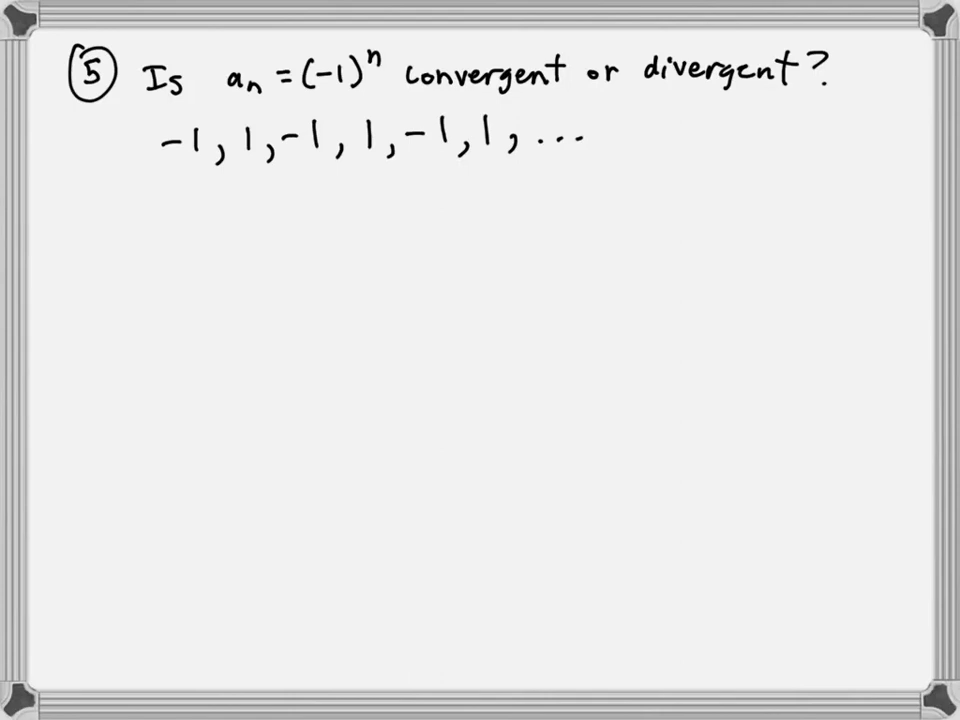 ⑤ Is aₙ = (-1)ⁿ convergent or divergent?
-1, 1, -1, 1, -1, 1, ...